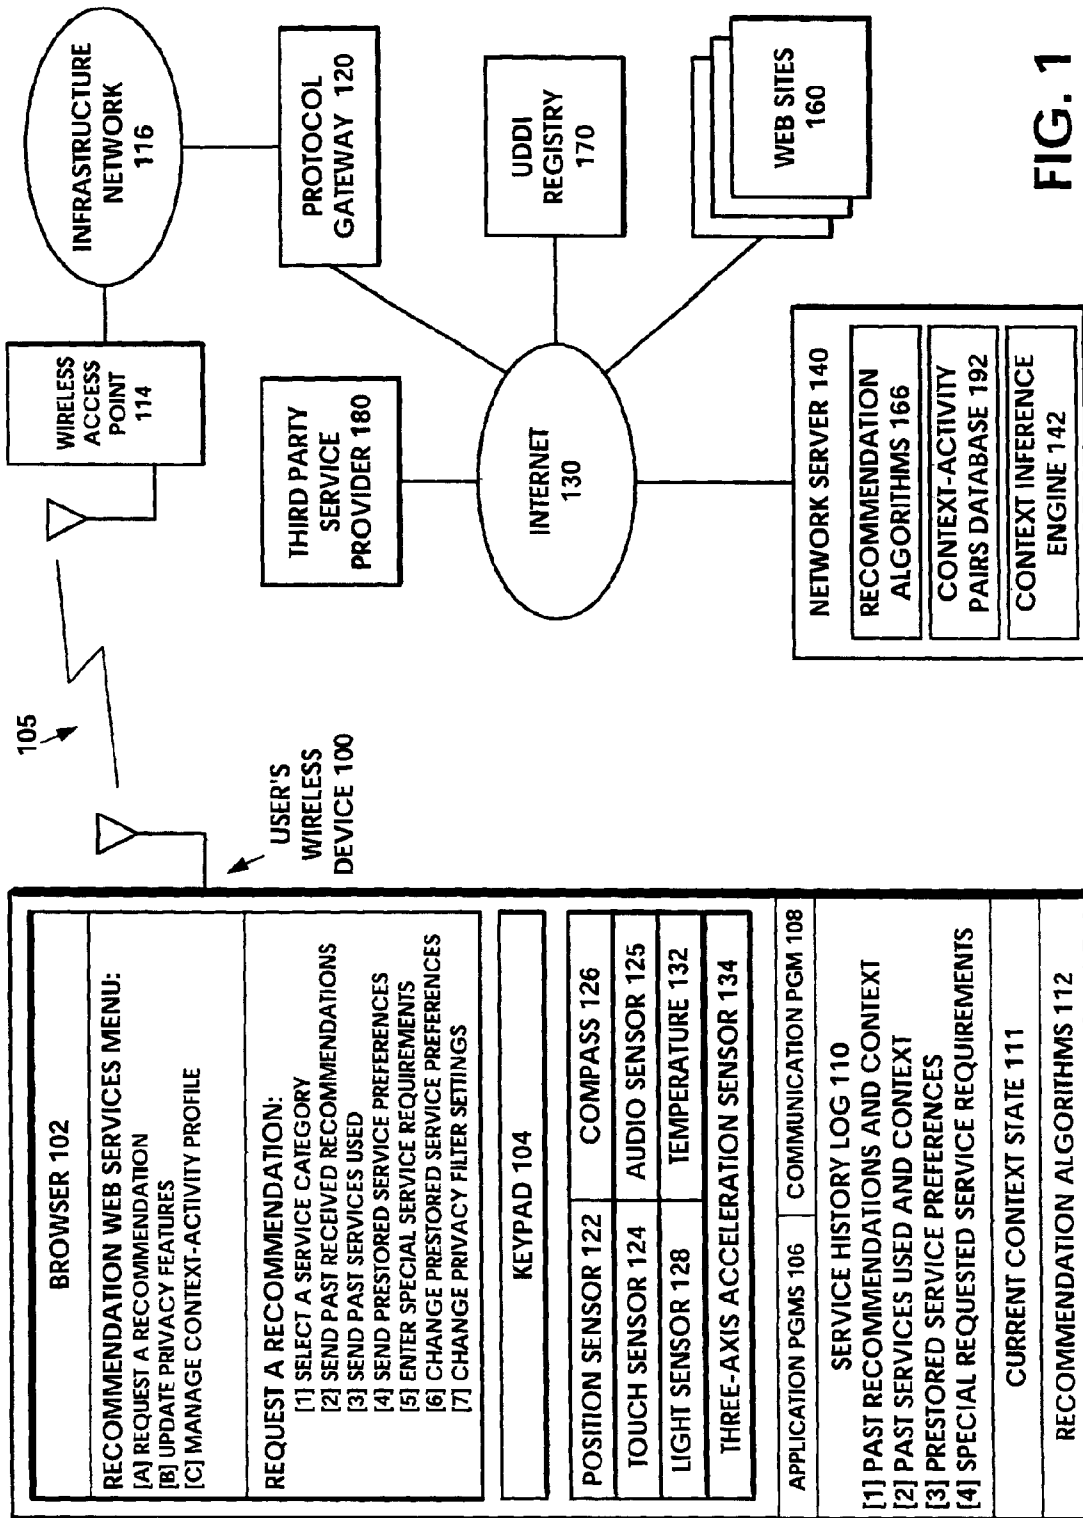 BROWSER 102
RECOMMENDATION WEB SERVICES MENU:
[A] REQUEST A RECOMMENDATION
[B] UPDATE PRIVACY FEATURES
[C] MANAGE CONTEXT-ACTIVITY PROFILE
REQUEST A RECOMMENDATION:
[1] SELECT A SERVICE CATEGORY
[2] SEND PAST RECEIVED RECOMMENDATIONS
[3] SEND PAST SERVICES USED
[4] SEND PRESTORED SERVICE PREFERENCES
[5] ENTER SPECIAL SERVICE REQUIREMENTS
[6] CHANGE PRESTORED SERVICE PREFERENCES
[7] CHANGE PRIVACY FILTER SETTINGS
KEYPAD 104
POSITION SENSOR 122
COMPASS 126
TOUCH SENSOR 124
AUDIO SENSOR 125
LIGHT SENSOR 128
TEMPERATURE 132
THREE-AXIS ACCELERATION SENSOR 134
APPLICATION PGMS 106
COMMUNICATION PGM 108
SERVICE HISTORY LOG 110
[1] PAST RECOMMENDATIONS AND CONTEXT
[2] PAST SERVICES USED AND CONTEXT
[3] PRESTORED SERVICE PREFERENCES
[4] SPECIAL REQUESTED SERVICE REQUIREMENTS
CURRENT CONTEXT STATE 111
RECOMMENDATION ALGORITHMS 112
USER'S
WIRELESS
DEVICE 100
105
WIRELESS
ACCESS
POINT
114
INFRASTRUCTURE
NETWORK
116
PROTOCOL
GATEWAY 120
THIRD PARTY
SERVICE
PROVIDER 180
INTERNET
130
UDDI
REGISTRY
170
WEB SITES
160
NETWORK SERVER 140
RECOMMENDATION
ALGORITHMS 166
CONTEXT-ACTIVITY
PAIRS DATABASE 192
CONTEXT INFERENCE
ENGINE 142
FIG. 1